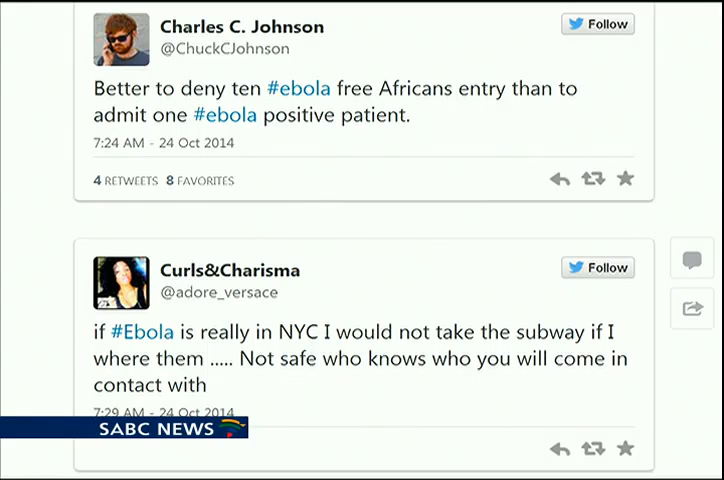 Charles C. Johnson
Follow
@ChuckCJohnson
Better to deny ten #ebola free Africans entry than to
admit one #ebola positive patient.
7:24 AM - 24 Oct 2014
4 RETWEETS 8 FAVORITES
Curls&Charisma
Follow
@adore_versace
if #Ebola is really in NYC I would not take the subway if I
where them ..... Not safe who knows who you will come in
contact with
7:29 AM - 24 Oct 2014
SABC NEWS